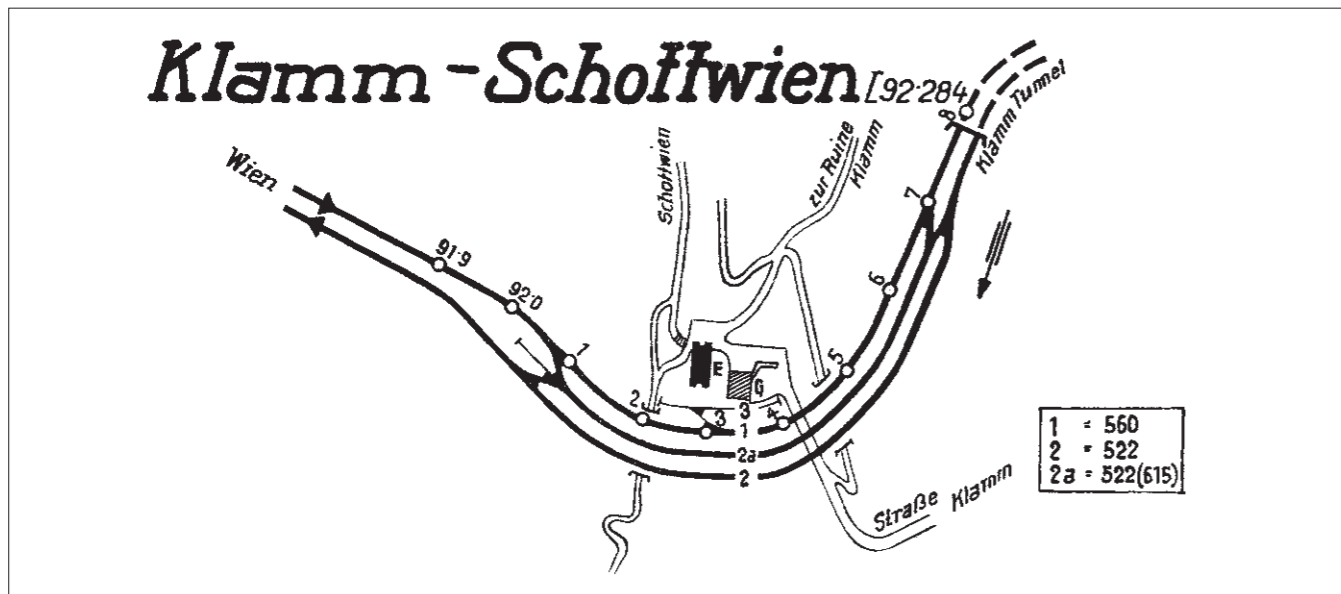 Klamm-Schottwien [92·284
Wien
91·9
92·0
1
2
3
4
5
6
7
8
Klamm Tunnel
Schottwien
zur Ruine
Klamm
E
G
3
1
2a
2
Straße Klamm
1 = 560
2 = 522
2a = 522(615)